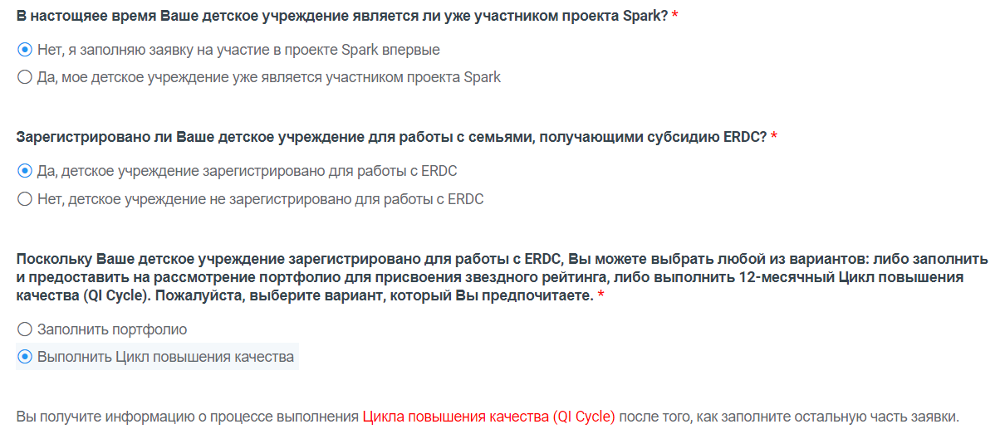 В настоящее время Ваше детское учреждение является ли уже участником проекта Spark? *
Нет, я заполняю заявку на участие в проекте Spark впервые
Да, мое детское учреждение уже является участником проекта Spark
Зарегистрировано ли Ваше детское учреждение для работы с семьями, получающими субсидию ERDC? *
Да, детское учреждение зарегистрировано для работы с ERDC
Нет, детское учреждение не зарегистрировано для работы с ERDC
Поскольку Ваше детское учреждение зарегистрировано для работы с ERDC, Вы можете выбрать любой из вариантов: либо заполнить
и предоставить на рассмотрение портфолио для присвоения звездного рейтинга, либо выполнить 12-месячный Цикл повышения
качества (QI Cycle). Пожалуйста, выберите вариант, который Вы предпочитаете. *
Заполнить портфолио
Выполнить Цикл повышения качества
Вы получите информацию о процессе выполнения Цикла повышения качества (QI Cycle) после того, как заполните остальную часть заявки.